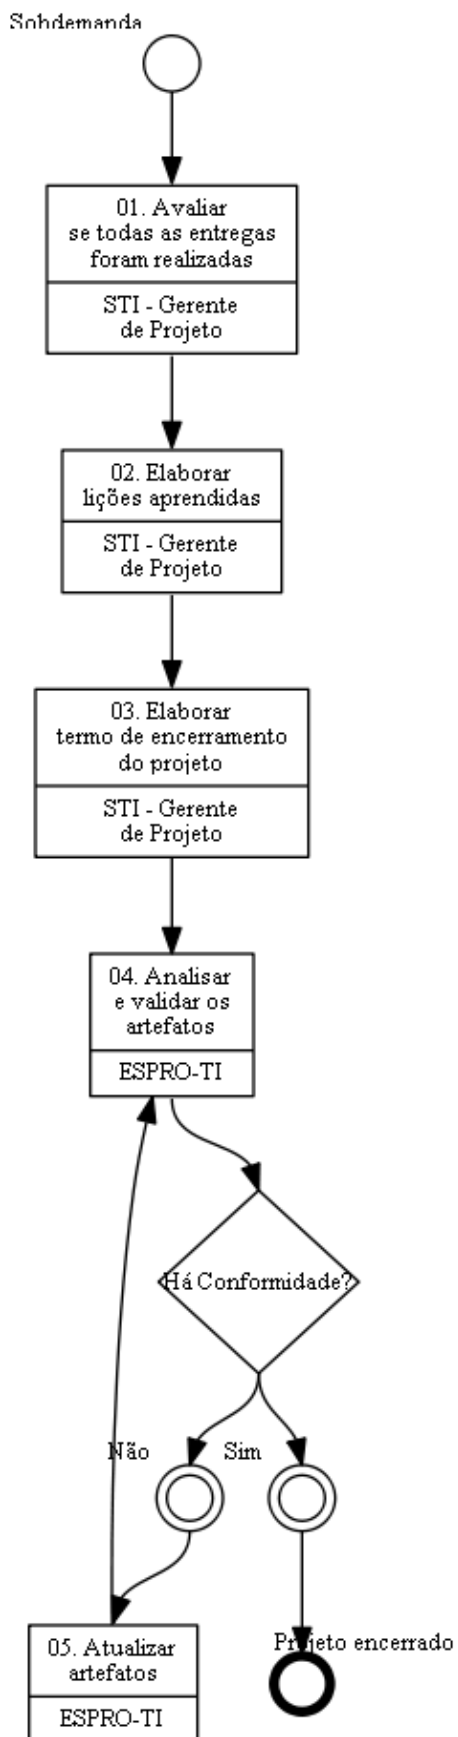 Sobdemanda
01. Avaliar
se todas as entregas
foram realizadas
STI - Gerente
de Projeto
02. Elaborar
lições aprendidas
STI - Gerente
de Projeto
03. Elaborar
termo de encerramento
do projeto
STI - Gerente
de Projeto
04. Analisar
e validar os
artefatos
ESPRO-TI
Há Conformidade?
Não
Sim
Projeto encerrado
05. Atualizar
artefatos
ESPRO-TI